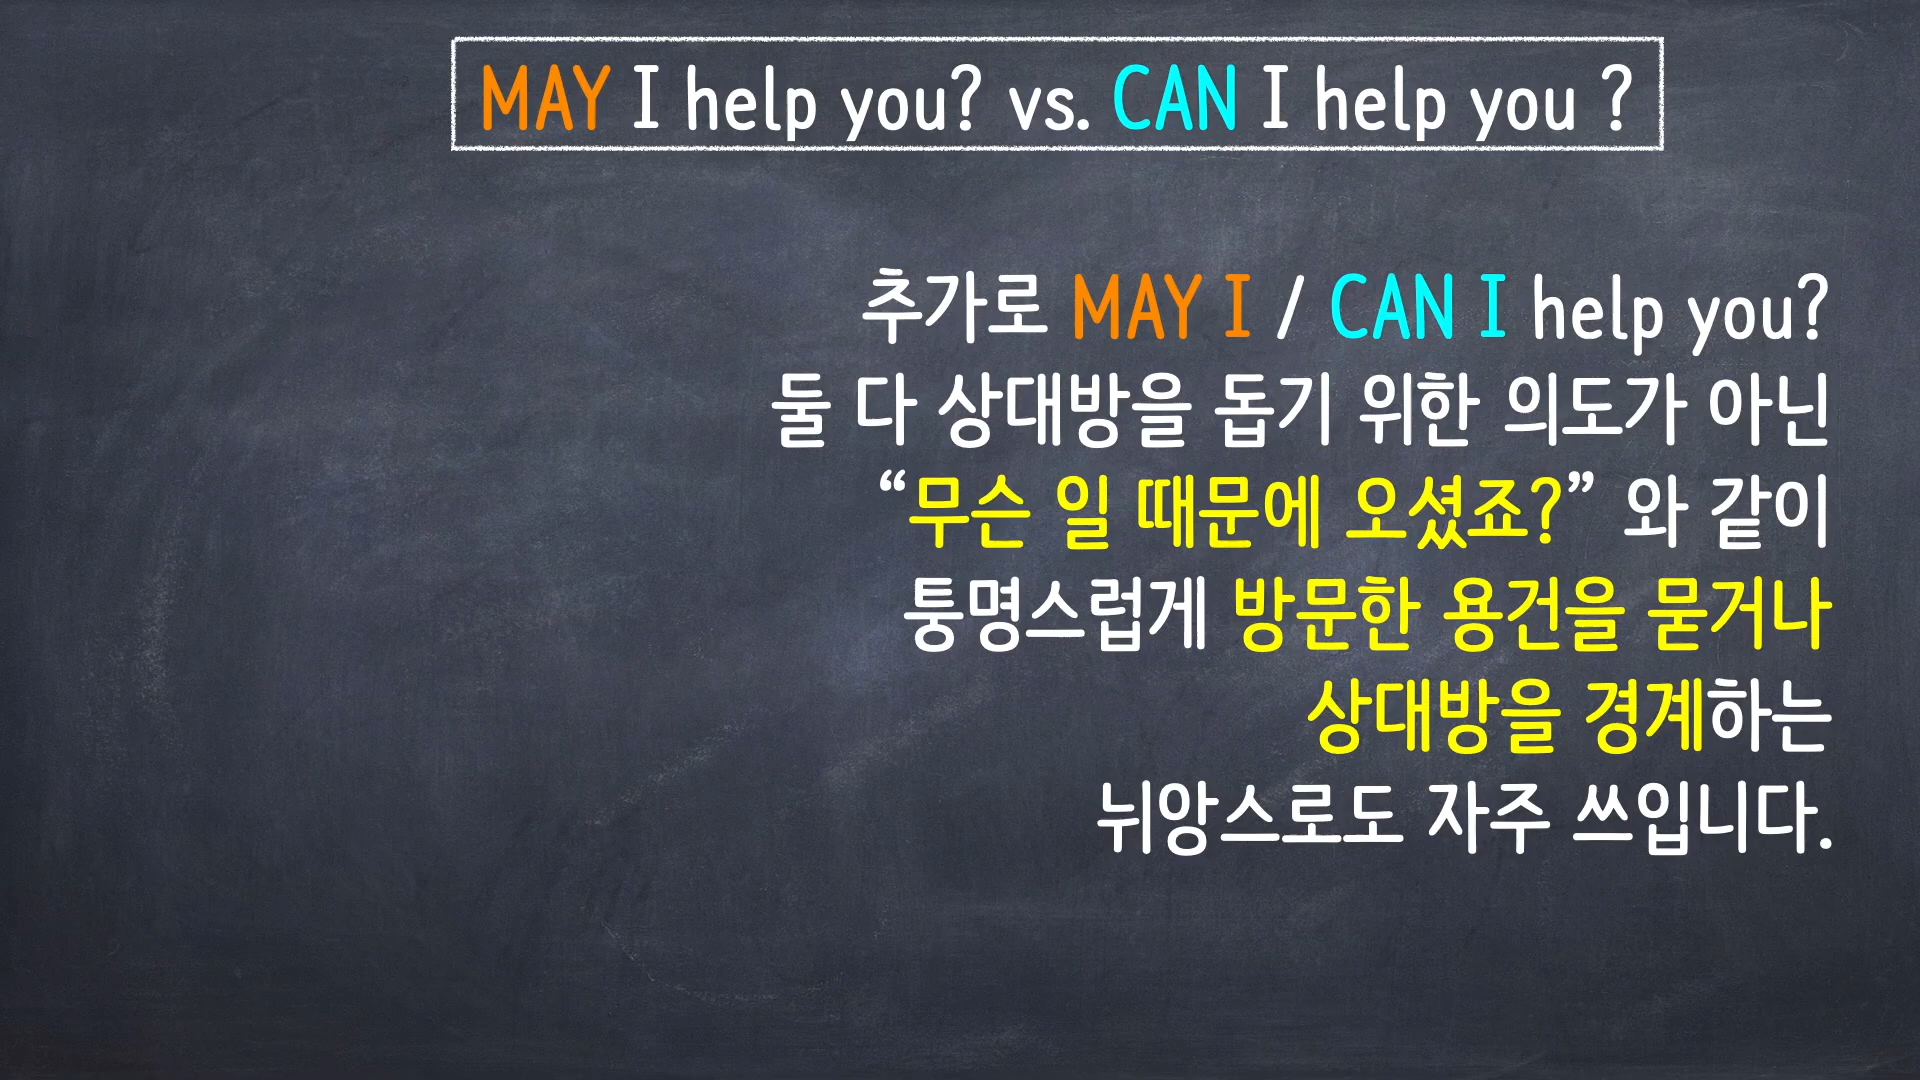 MAY I help you? vs. CAN I help you ?
추가로 MAY I / CAN I help you?
둘 다 상대방을 돕기 위한 의도가 아닌
“무슨 일 때문에 오셨죠?” 와 같이
퉁명스럽게 방문한 용건을 묻거나
상대방을 경계하는
뉘앙스로도 자주 쓰입니다.